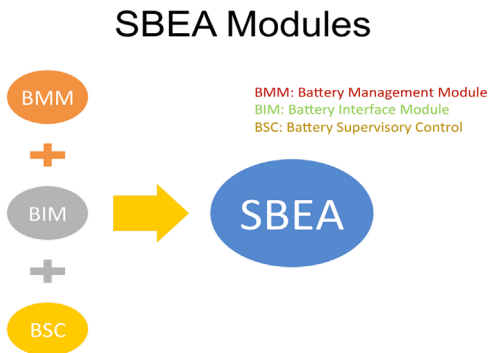 SBEA Modules
BMM
BIM
BSC
BMM: Battery Management Module
BIM: Battery Interface Module
BSC: Battery Supervisory Control
SBEA